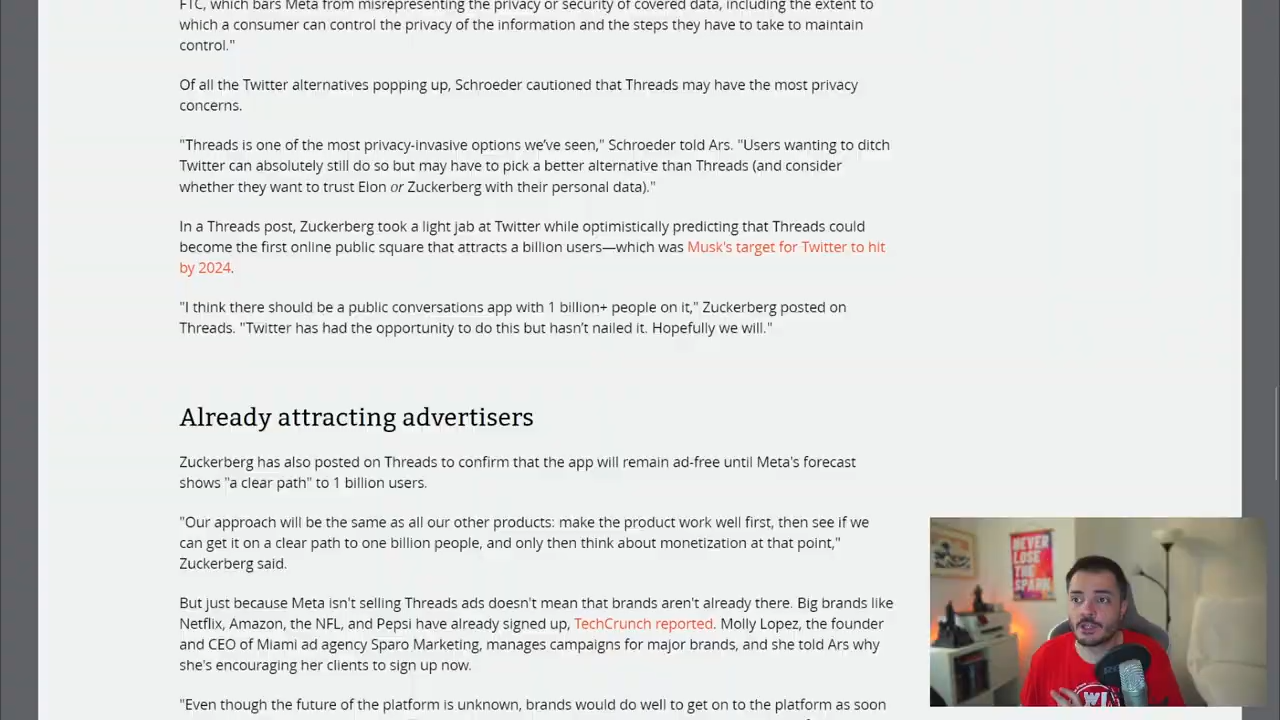 FTC, which bars Meta from misrepresenting the privacy or security of covered data, including the extent to
which a consumer can control the privacy of the information and the steps they have to take to maintain
control."
Of all the Twitter alternatives popping up, Schroeder cautioned that Threads may have the most privacy
concerns.
"Threads is one of the most privacy-invasive options we've seen," Schroeder told Ars. "Users wanting to ditch
Twitter can absolutely still do so but may have to pick a better alternative than Threads (and consider
whether they want to trust Elon or Zuckerberg with their personal data)."
In a Threads post, Zuckerberg took a light jab at Twitter while optimistically predicting that Threads could
become the first online public square that attracts a billion users—which was Musk's target for Twitter to hit
by 2024.
"I think there should be a public conversations app with 1 billion+ people on it," Zuckerberg posted on
Threads. "Twitter has had the opportunity to do this but hasn't nailed it. Hopefully we will."
Already attracting advertisers
Zuckerberg has also posted on Threads to confirm that the app will remain ad-free until Meta's forecast
shows "a clear path" to 1 billion users.
"Our approach will be the same as all our other products: make the product work well first, then see if we
can get it on a clear path to one billion people, and only then think about monetization at that point,"
Zuckerberg said.
But just because Meta isn't selling Threads ads doesn't mean that brands aren't already there. Big brands like
Netflix, Amazon, the NFL, and Pepsi have already signed up, TechCrunch reported. Molly Lopez, the founder
and CEO of Miami ad agency Sparo Marketing, manages campaigns for major brands, and she told Ars why
she's encouraging her clients to sign up now.
"Even though the future of the platform is unknown, brands would do well to get on to the platform as soon
NEVER
LOSE
THE
SPARK